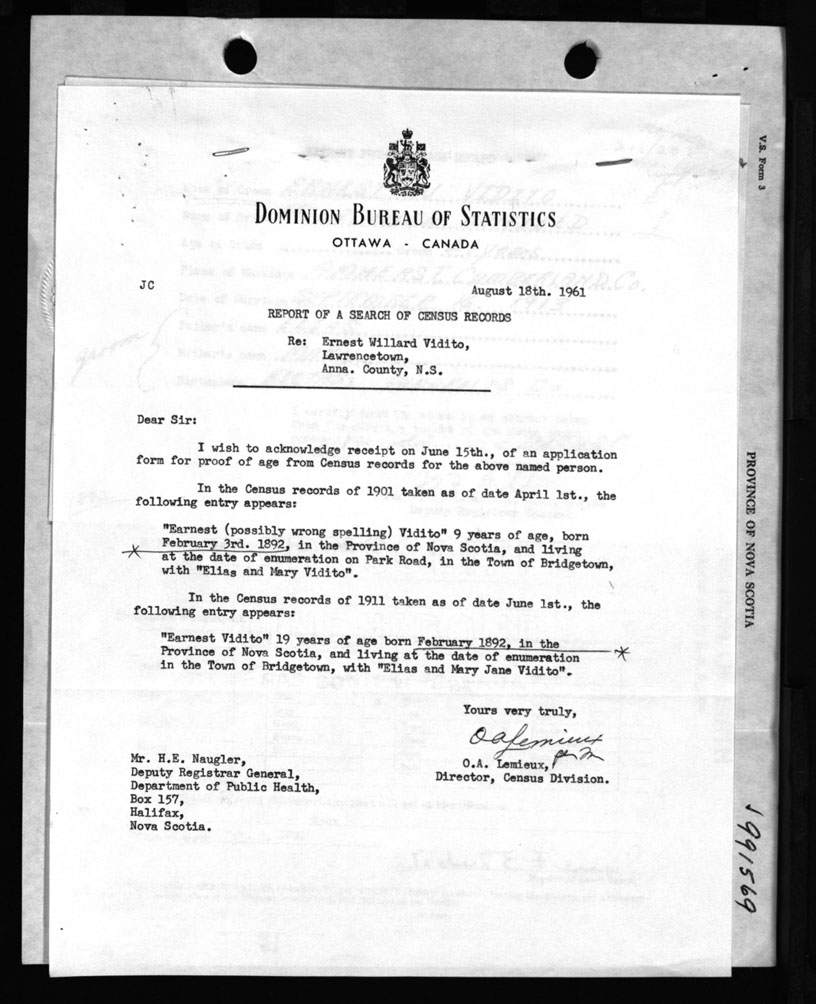 DOMINION BUREAU OF STATISTICS
OTTAWA - CANADA
JC
August 18th. 1961
REPORT OF A SEARCH OF CENSUS RECORDS
Re: Ernest Willard Vidito,
Lawrencetown,
Anna. County, N.S.
Dear Sir:
I wish to acknowledge receipt on June 15th., of an application
form for proof of age from Census records for the above named person.
In the Census records of 1901 taken as of date April 1st., the
following entry appears:
"Earnest (possibly wrong spelling) Vidito" 9 years of age, born
February 3rd. 1892, in the Province of Nova Scotia, and living
at the date of enumeration on Park Road, in the Town of Bridgetown,
with "Elias and Mary Vidito".
In the Census records of 1911 taken as of date June 1st., the
following entry appears:
"Earnest Vidito" 19 years of age born February 1892, in the
Province of Nova Scotia, and living at the date of enumeration
in the Town of Bridgetown, with "Elias and Mary Jane Vidito".
Yours very truly,
OALemieux
O.A. Lemieux,
Director, Census Division.
Mr. H.E. Naugler,
Deputy Registrar General,
Department of Public Health,
Box 157,
Halifax,
Nova Scotia.
V.S. Form 3
PROVINCE OF NOVA SCOTIA
1991569